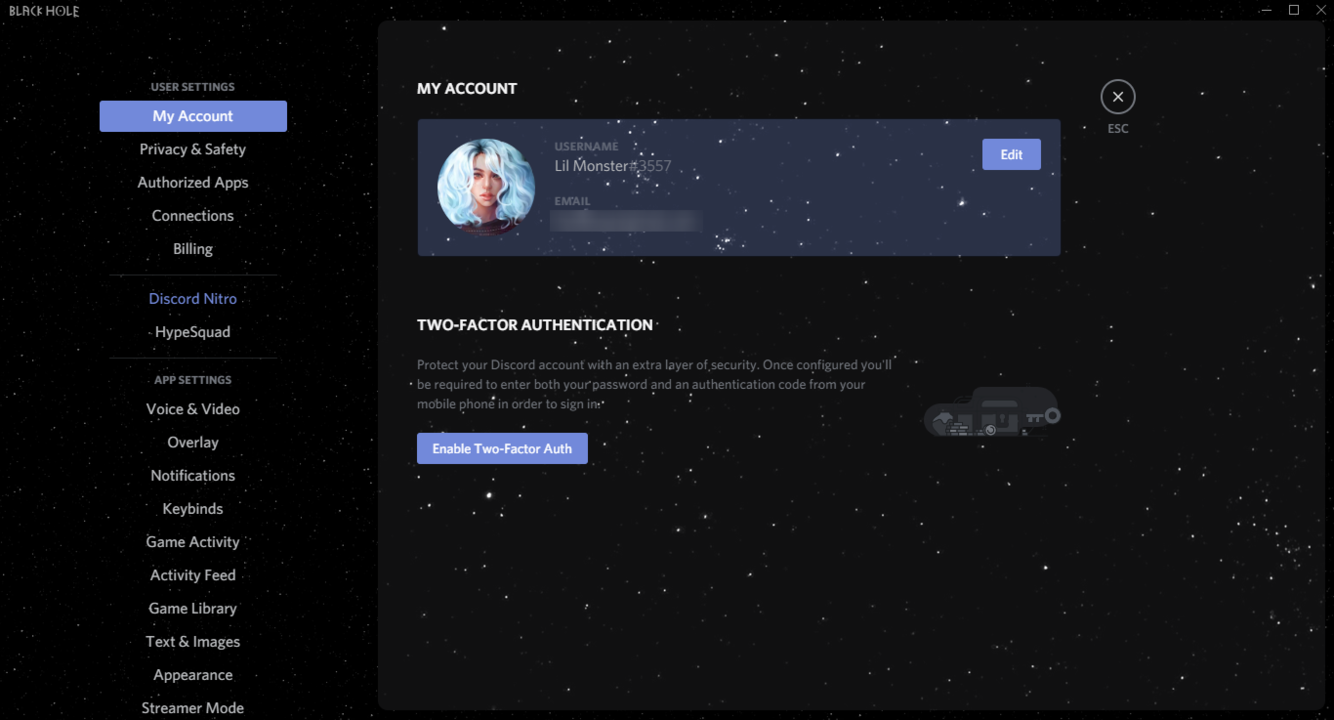 BLACK HOLE
USER SETTINGS
My Account
Privacy & Safety
Authorized Apps
Connections
Billing
Discord Nitro
HypeSquad
APP SETTINGS
Voice & Video
Overlay
Notifications
Keybinds
Game Activity
Activity Feed
Game Library
Text & Images
Appearance
Streamer Mode
MY ACCOUNT
USERNAME
Lil Monster#3557
EMAIL
Edit
ESC
TWO-FACTOR AUTHENTICATION
Protect your Discord account with an extra layer of security. Once configured you'll
be required to enter both your password and an authentication code from your
mobile phone in order to sign in.
Enable Two-Factor Auth